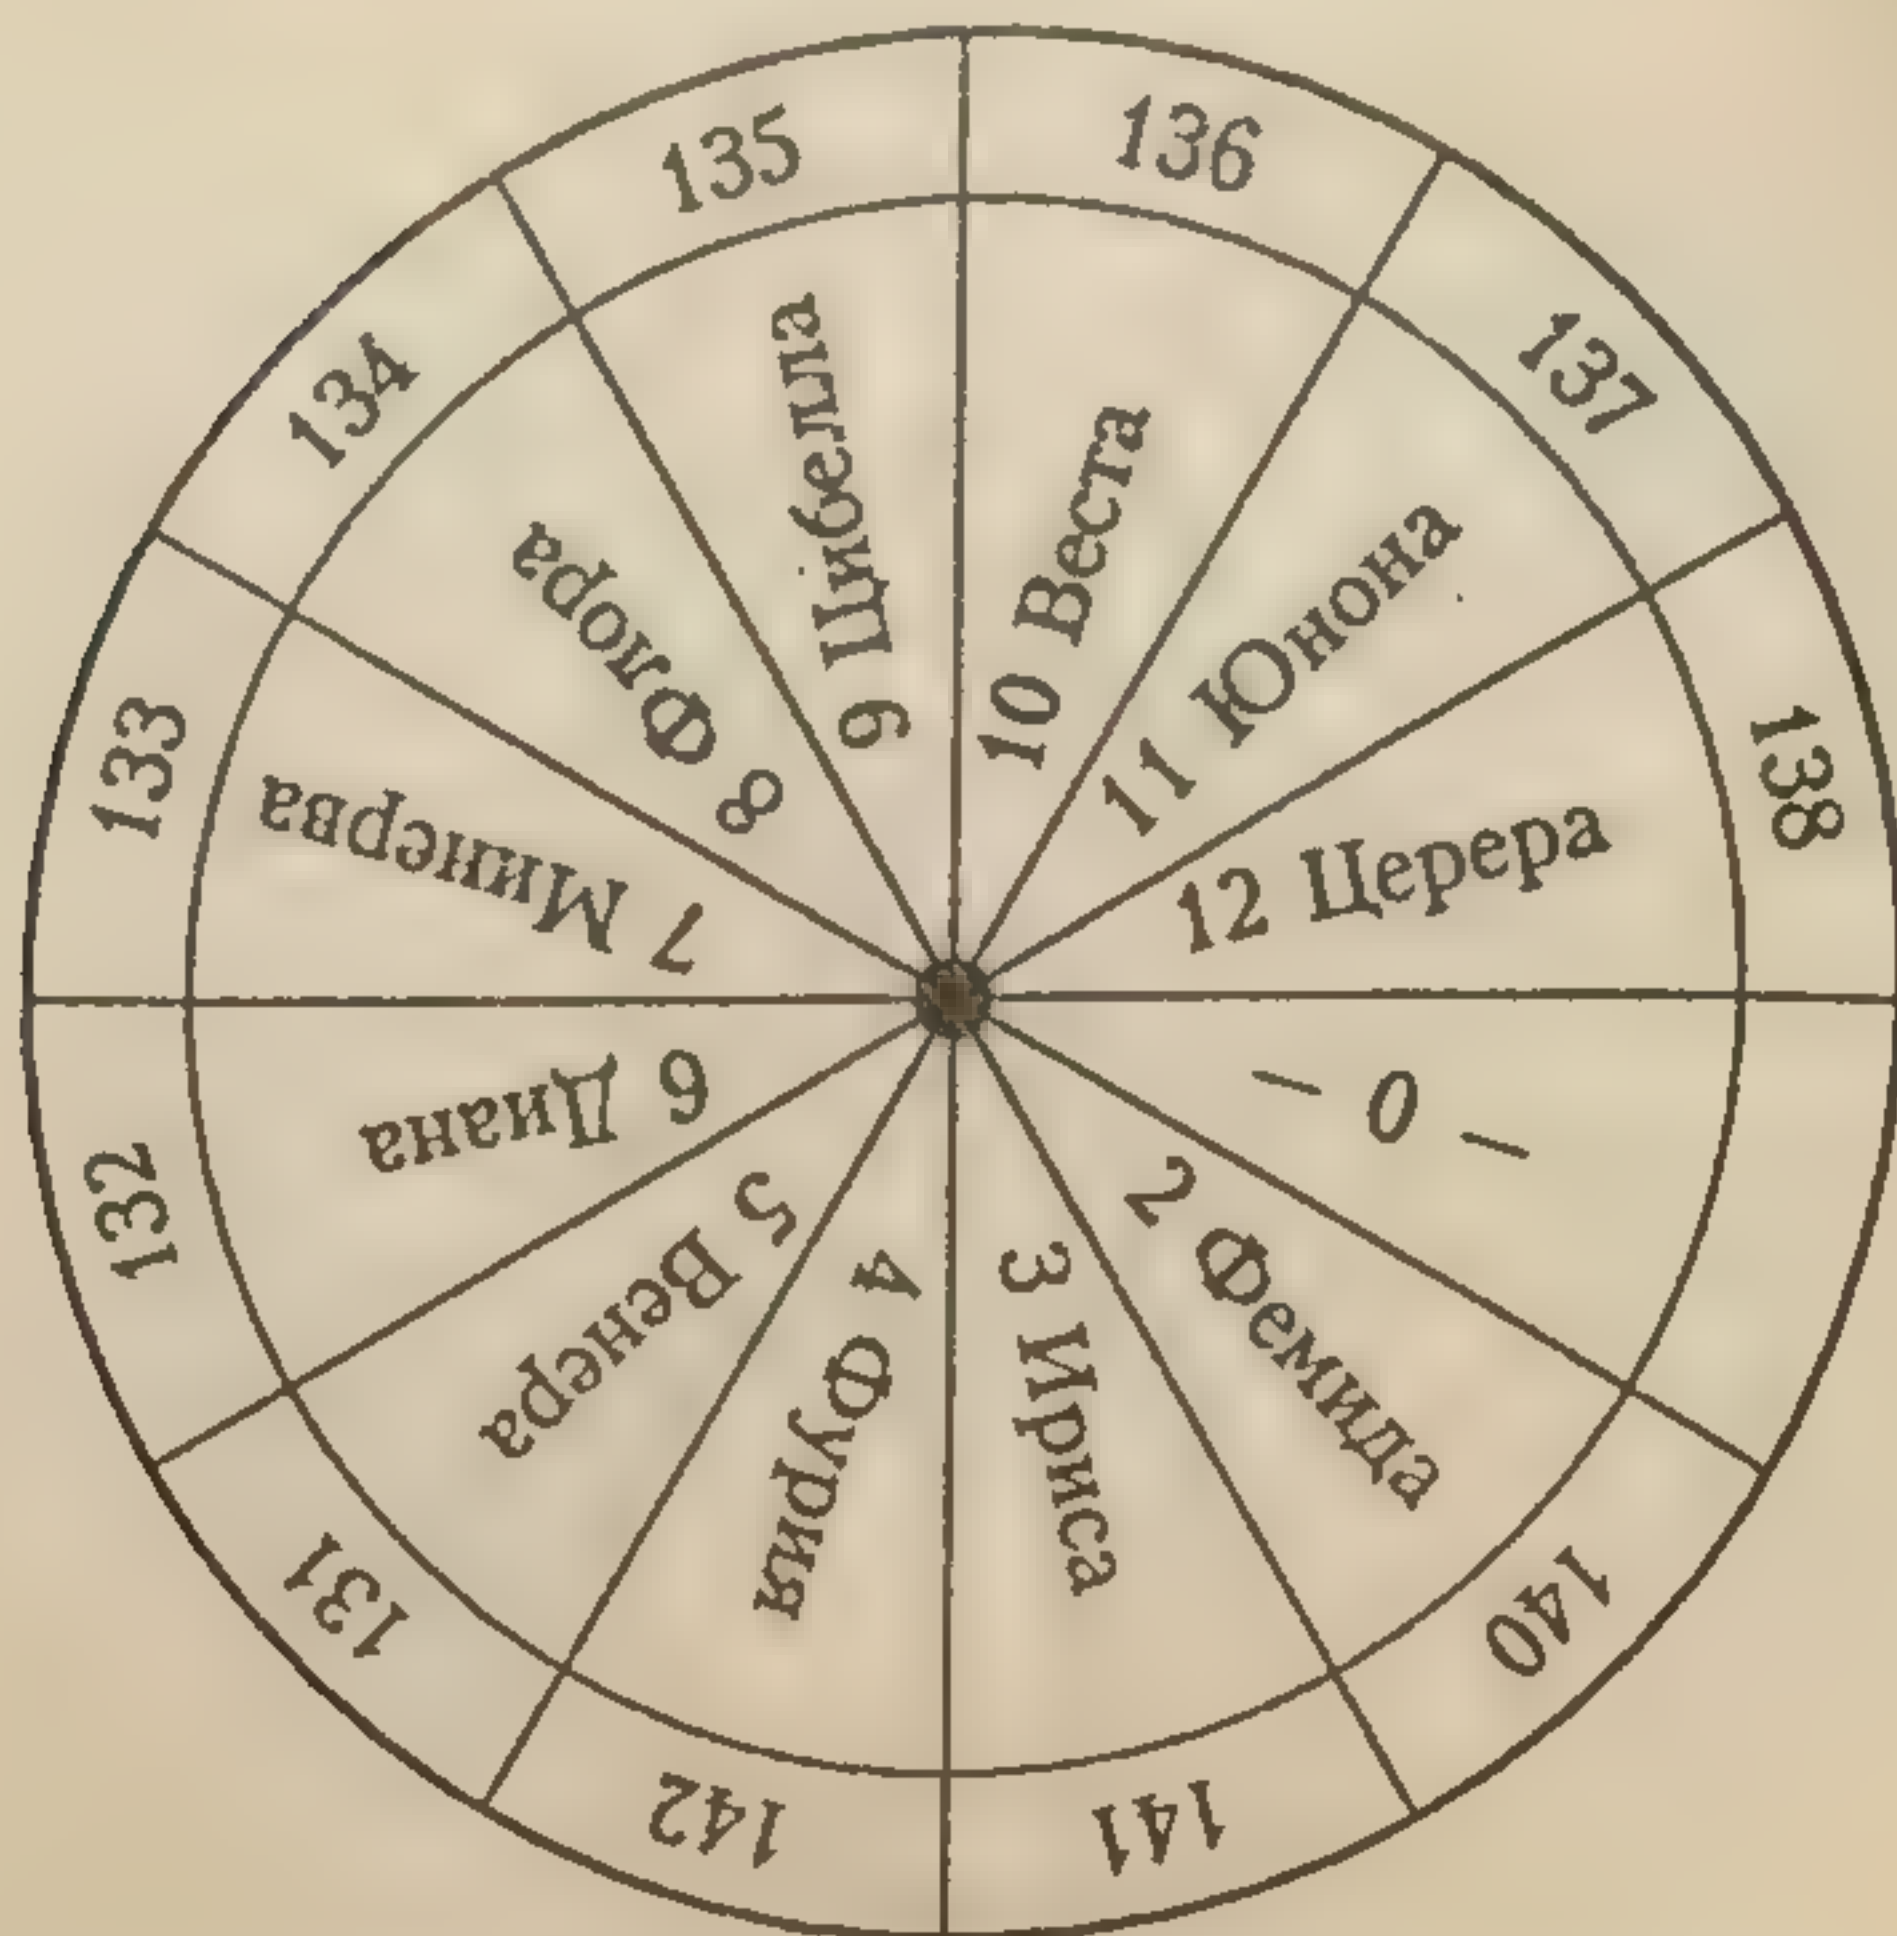 135
136
137
138
140
141
142
131
132
133
134
9 Цибелла
10 Веста
11 Юнона
12 Церера
— 0 —
2 Фемида
3 Ириса
4 Фурия
5 Венера
6 Диана
7 Минерва
8 Флора